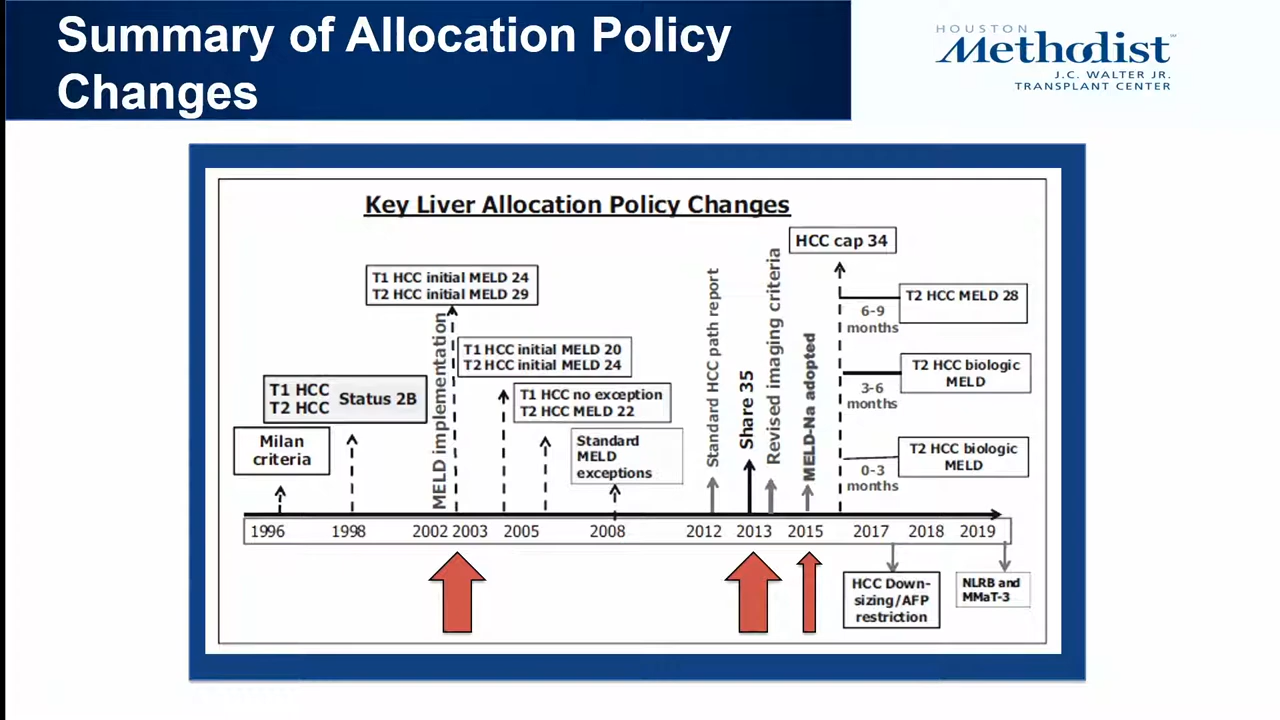 Summary of Allocation Policy
Changes
HOUSTON
Methodist
J.C. WALTER JR.
TRANSPLANT CENTER
Key Liver Allocation Policy Changes
HCC cap 34
T1 HCC initial MELD 24
T2 HCC initial MELD 29
T2 HCC MELD 28
6-9
months
MELD implementation
T1 HCC initial MELD 20
T2 HCC initial MELD 24
Standard HCC path report
Share 35
Revised imaging criteria
MELD-Na adopted
T2 HCC biologic
MELD
3-6
months
T1 HCC
T2 HCC
Status 2B
T1 HCC no exception
T2 HCC MELD 22
Milan
criteria
Standard
MELD
exceptions
T2 HCC biologic
MELD
0-3
months
1996 1998 2002 2003 2005 2008 2012 2013 2015 2017 2018 2019
HCC Down-
sizing/AFP
restriction
NLRB and
MMaT-3